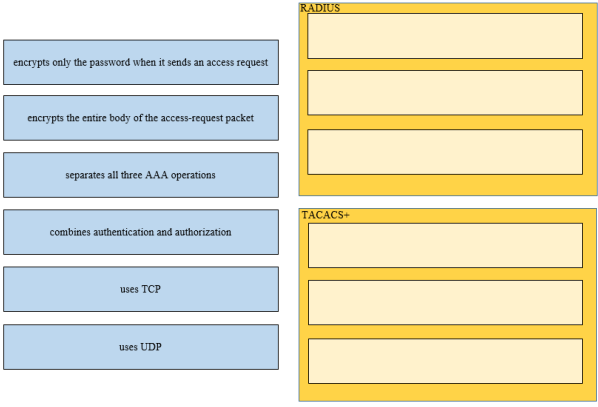 encrypts only the password when it sends an access request
encrypts the entire body of the access-request packet
separates all three AAA operations
combines authentication and authorization
uses TCP
uses UDP
RADIUS
TACACS+